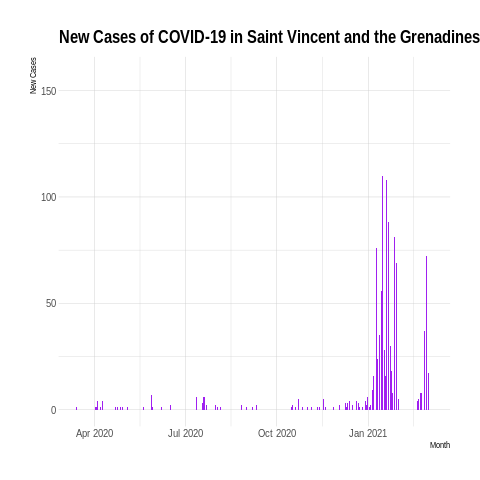 New Cases of COVID-19 in Saint Vincent and the Grenadines
New Cases
150
100
50
0
Apr 2020 Jul 2020 Oct 2020 Jan 2021
Month